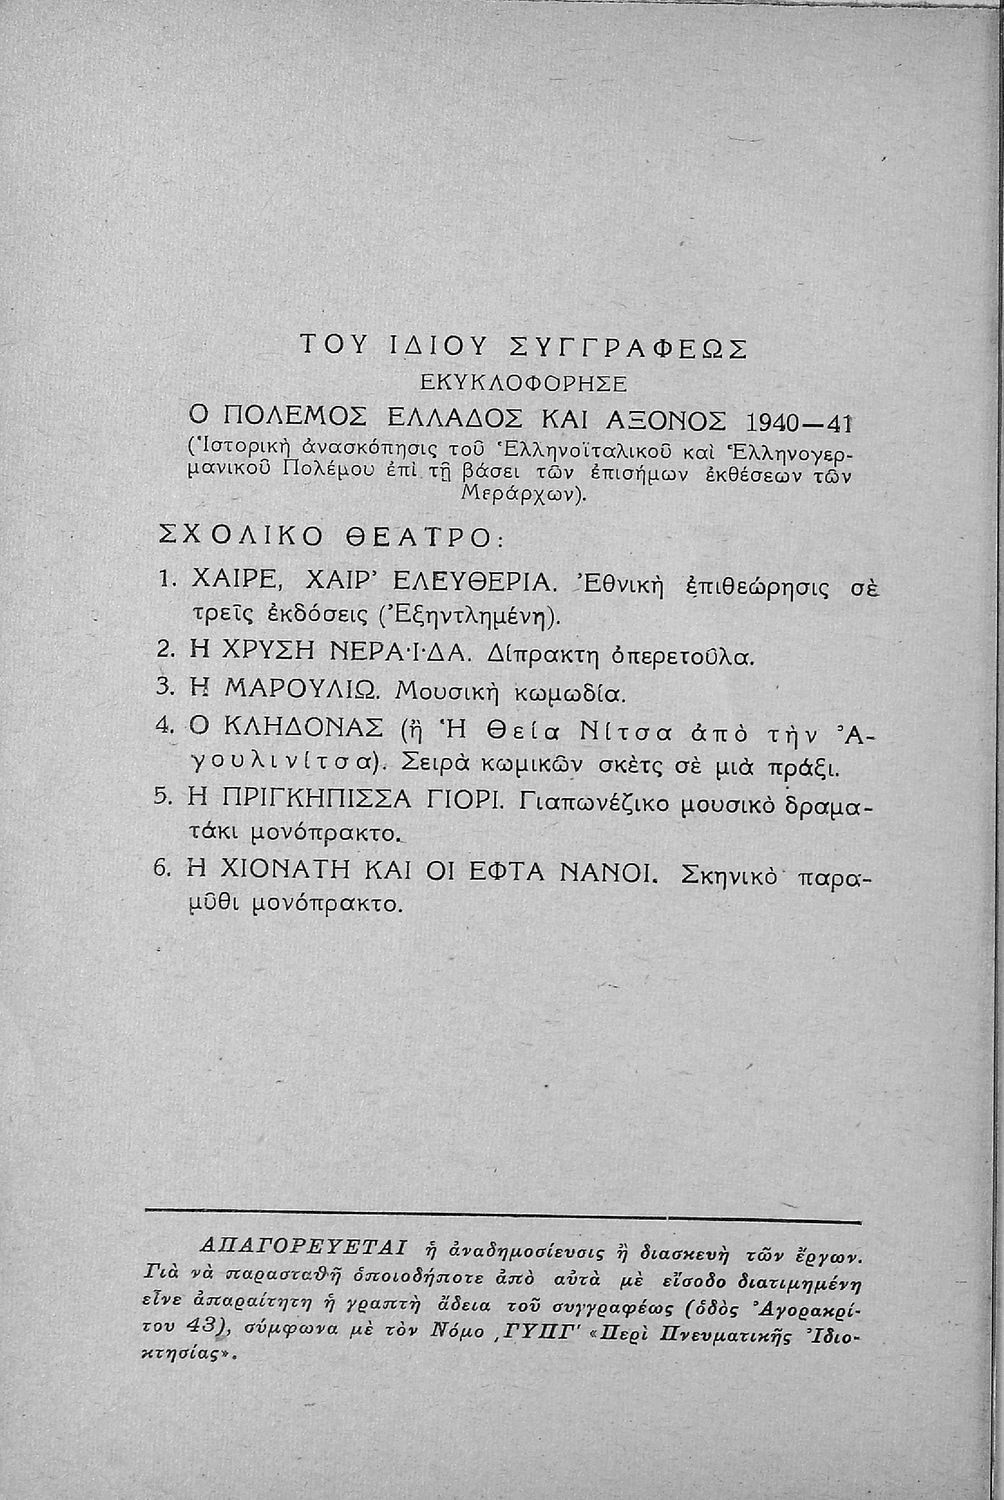 ΤΟΥ ΙΔΙΟΥ ΣΥΓΓΡΑΦΕΩΣ
ΕΚΥΚΛΟΦΟΡΗΣΕ
Ο ΠΟΛΕΜΟΣ ΕΛΛΑΔΟΣ ΚΑΙ ΑΞΟΝΟΣ 1940—41
(Ἱστορικὴ ἀνασκόπησις τοῦ Ἑλληνοϊταλικοῦ καὶ Ἑλληνογερ-
μανικοῦ Πολέμου ἐπὶ τῇ βάσει τῶν ἐπισήμων ἐκθέσεων τῶν
Μεράρχων).
ΣΧΟΛΙΚΟ ΘΕΑΤΡΟ:
1. ΧΑΙΡΕ, ΧΑΙΡ’ ΕΛΕΥΘΕΡΙΑ. Ἐθνικὴ ἐπιθεώρησις σὲ
τρεῖς ἐκδόσεις (Ἐξηντλημένη).
2. Η ΧΡΥΣΗ ΝΕΡΑ·Ι·ΔΑ. Δίπρακτη ὀπερετοῦλα.
3. Η ΜΑΡΟΥΛΙΩ. Μουσικὴ κωμωδία.
4. Ο ΚΛΗΔΟΝΑΣ (ἢ Ἡ Θεία Νίτσα ἀπὸ τὴν Ἀ-
γουλινίτσα). Σειρὰ κωμικῶν σκὲτς σὲ μιὰ πράξι.
5. Η ΠΡΙΓΚΗΠΙΣΣΑ ΓΙΟΡΙ. Γιαπωνέζικο μουσικὸ δραμα-
τάκι μονόπρακτο.
6. Η ΧΙΟΝΑΤΗ ΚΑΙ ΟΙ ΕΦΤΑ ΝΑΝΟΙ. Σκηνικὸ παρα-
μῦθι μονόπρακτο.
ΑΠΑΓΟΡΕΥΕΤΑΙ ἡ ἀναδημοσίευσις ἢ διασκευὴ τῶν ἔργων.
Γιὰ νὰ παρασταθῇ ὁποιοδήποτε ἀπὸ αὐτὰ μὲ εἴσοδο διατιμημένη
εἶνε ἀπαραίτητη ἡ γραπτὴ ἄδεια τοῦ συγγραφέως (ὁδὸς Ἀγορακρί-
του 43), σύμφωνα μὲ τὸν Νόμο ͵ΓΥΠΓ' «Περὶ Πνευματικῆς Ἰδιο-
κτησίας».